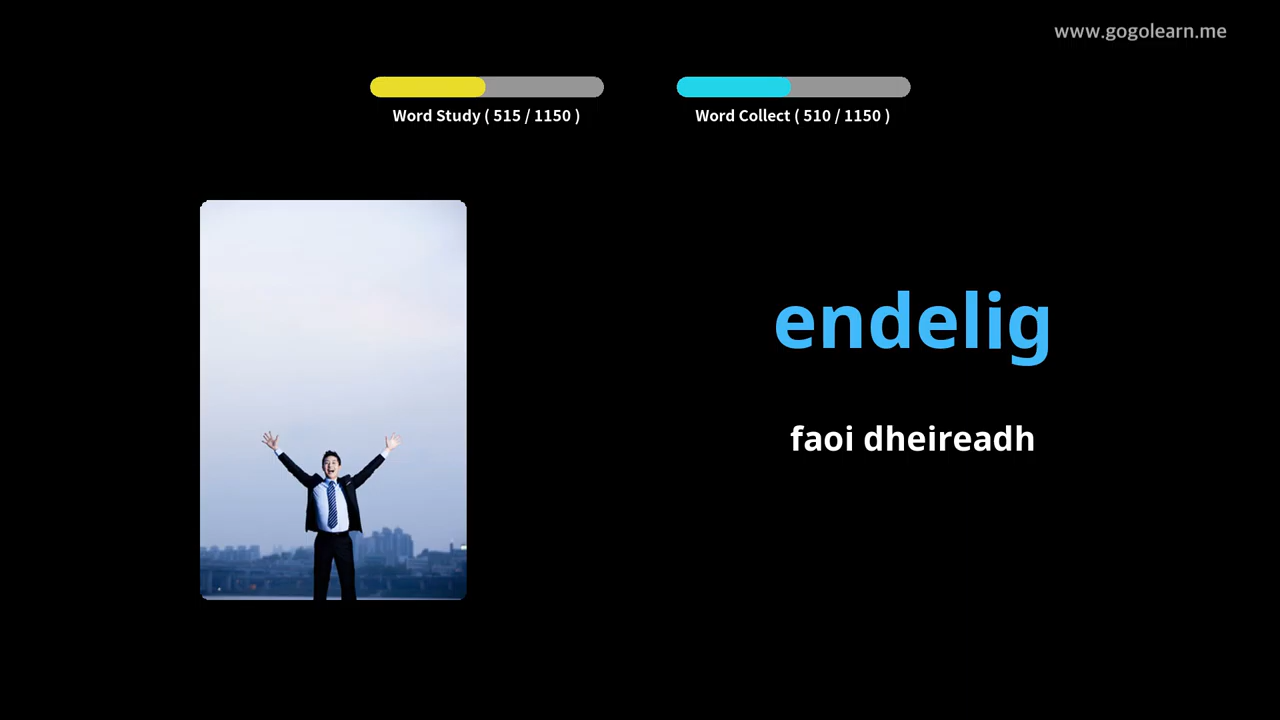 www.gogolearn.me
Word Study ( 515 / 1150 )
Word Collect ( 510 / 1150 )
endelig
faoi dheireadh